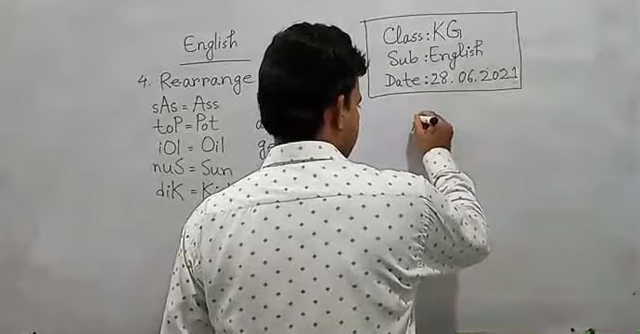 English
4. Rearrange
sAs = Ass
toP = Pot
iOl = Oil
nuS = Sun
diK =
Class: KG
Sub: English
Date: 28.06.2021